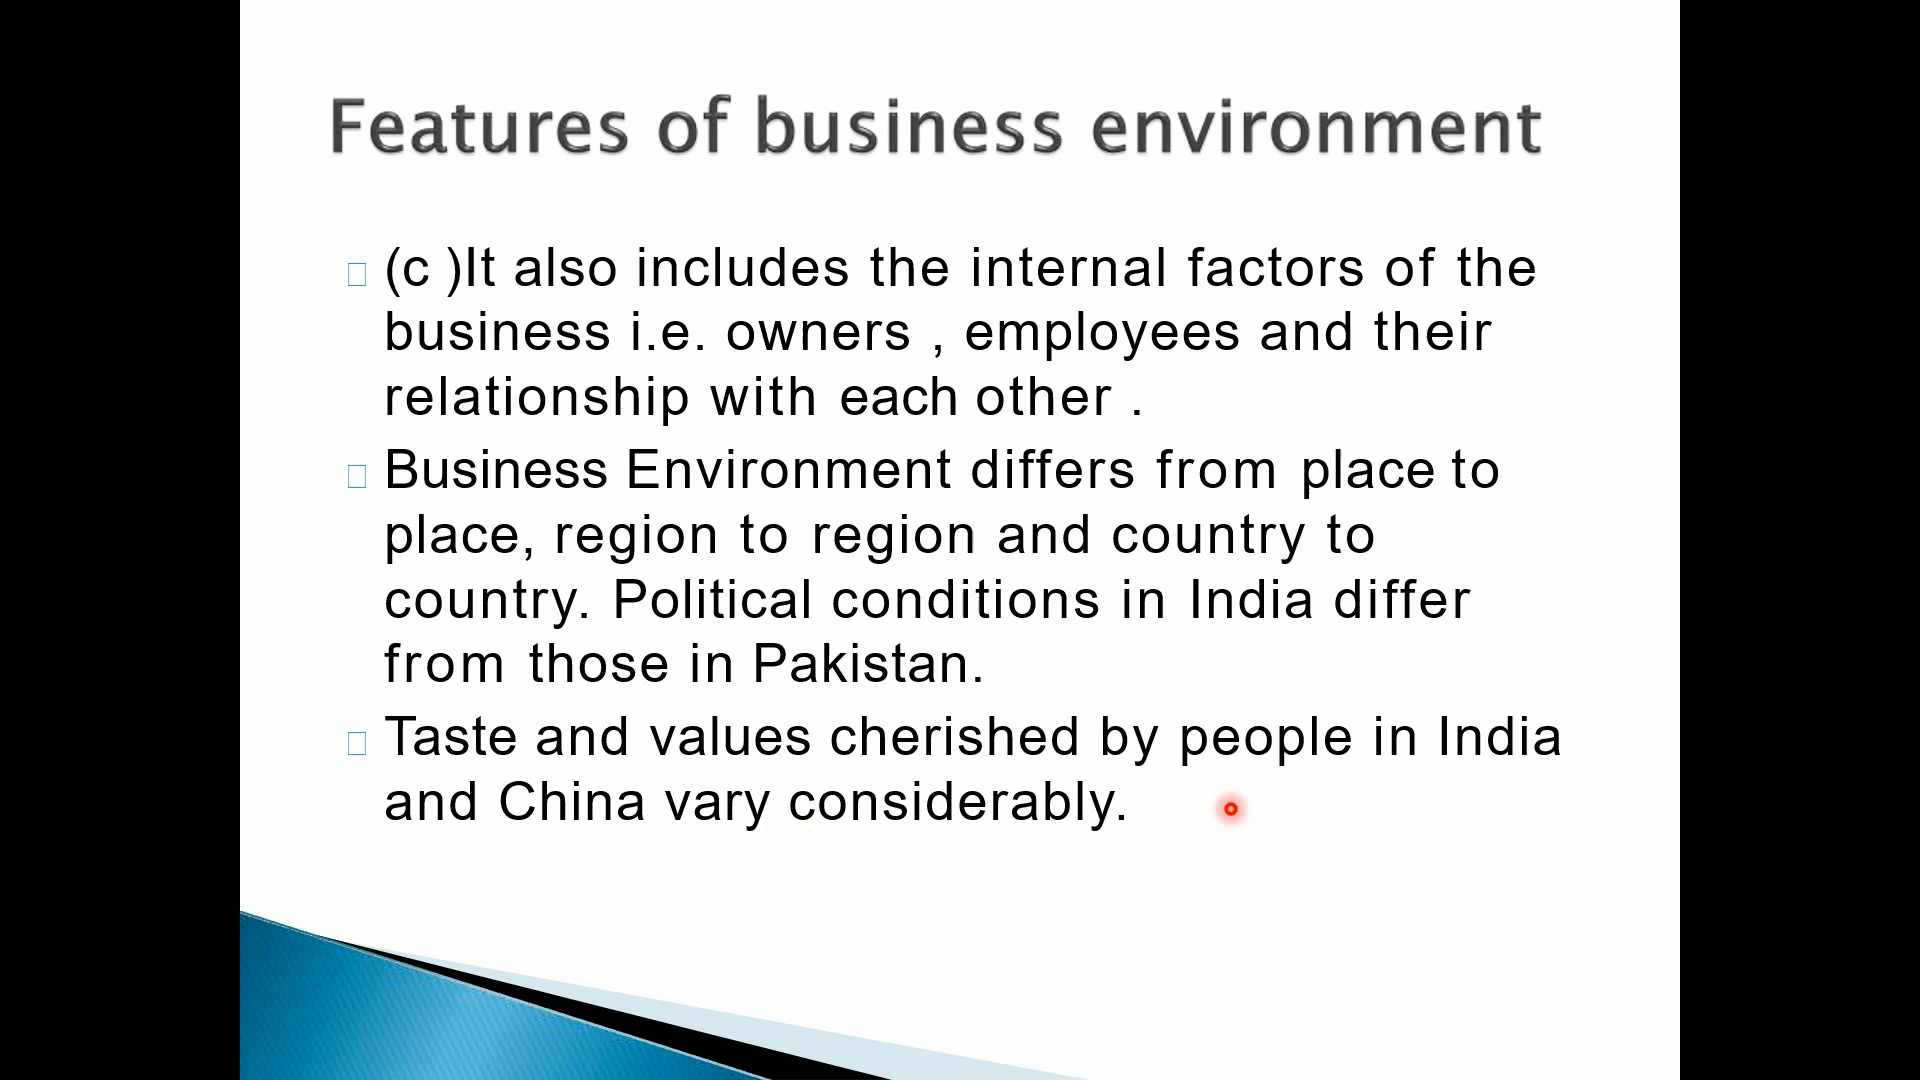 Features of business environment
(c )It also includes the internal factors of the
business i.e. owners , employees and their
relationship with each other .
Business Environment differs from place to
place, region to region and country to
country. Political conditions in India differ
from those in Pakistan.
Taste and values cherished by people in India
and China vary considerably.